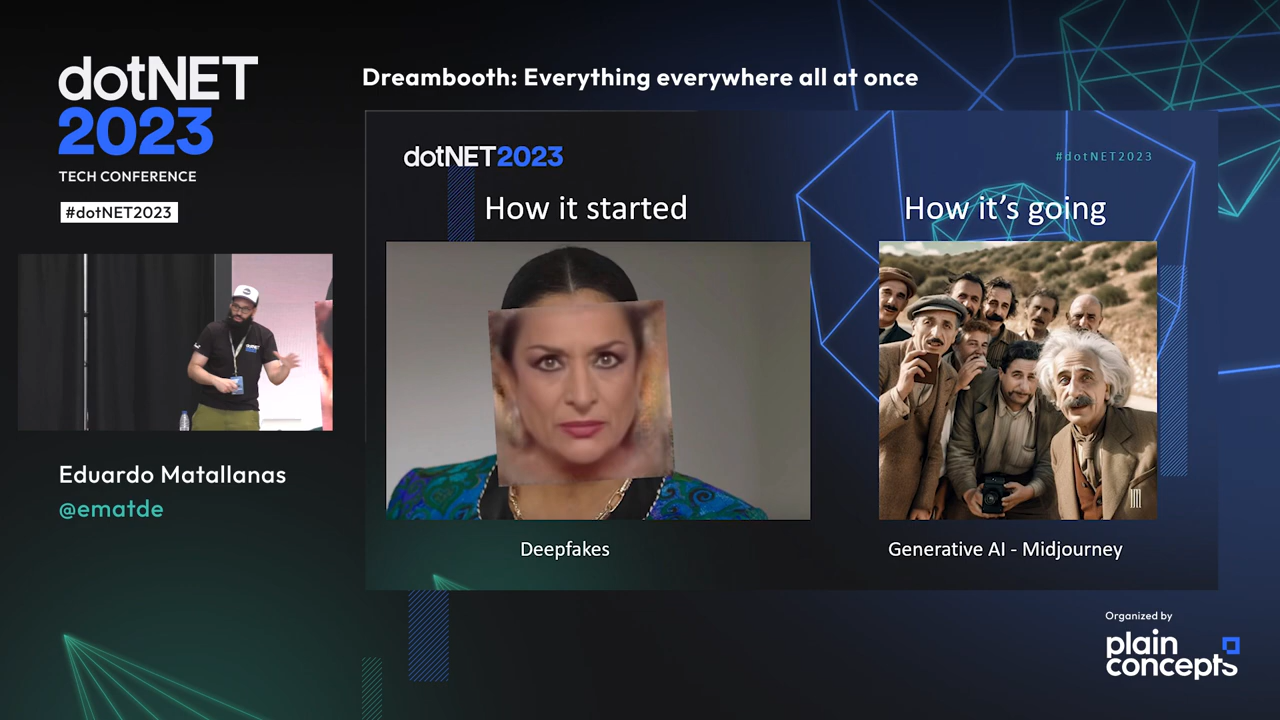 dotNET
2023
TECH CONFERENCE
#dotNET2023
Eduardo Matallanas
@ematde
Dreambooth: Everything everywhere all at once
dotNET2023
#dotNET2023
How it started
How it's going
Deepfakes
Generative AI - Midjourney
Organized by
plain
concepts